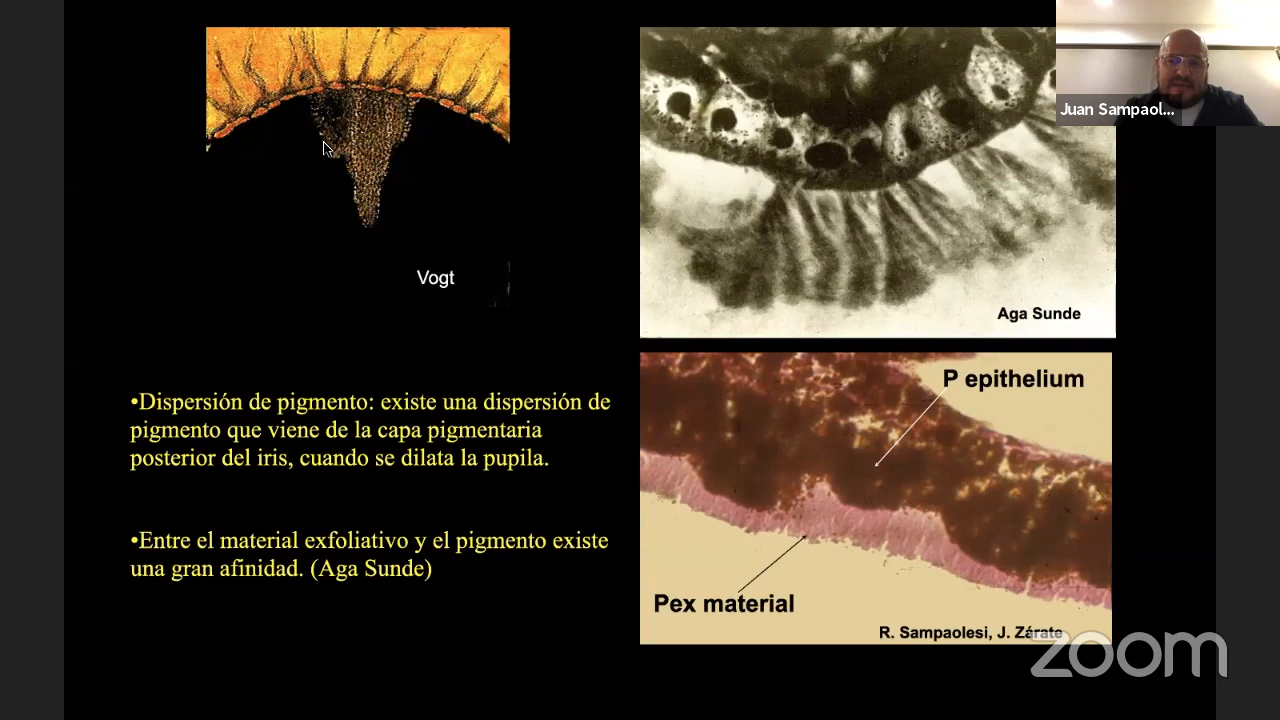 Juan Sampaol...
Vogt
Aga Sunde
•Dispersión de pigmento: existe una dispersión de
pigmento que viene de la capa pigmentaria
posterior del iris, cuando se dilata la pupila.
•Entre el material exfoliativo y el pigmento existe
una gran afinidad. (Aga Sunde)
P epithelium
Pex material
R. Sampaolesi, J. Zárate
zoom